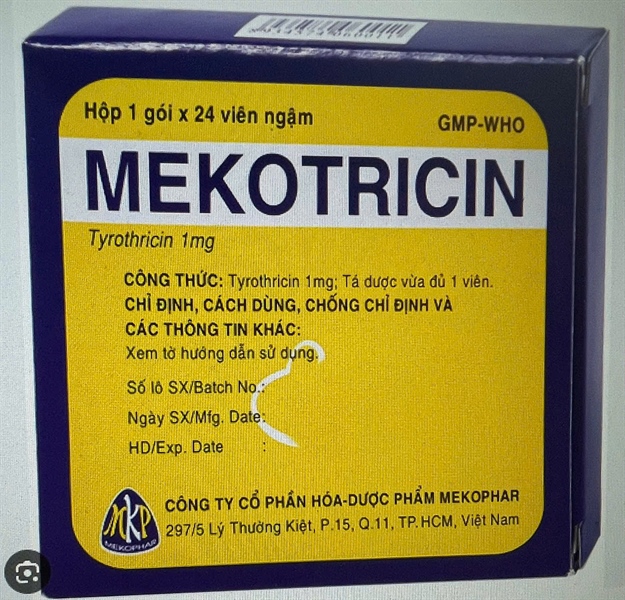 Hộp 1 gói x 24 viên ngậm
GMP-WHO
MEKOTRICIN
Tyrothricin 1mg
CÔNG THỨC: Tyrothricin 1mg; Tá dược vừa đủ 1 viên.
CHỈ ĐỊNH, CÁCH DÙNG, CHỐNG CHỈ ĐỊNH VÀ
CÁC THÔNG TIN KHÁC:
Xem tờ hướng dẫn sử dụng.
Số lô SX/Batch No.:
Ngày SX/Mfg. Date:
HD/Exp. Date :
MKP
MEKOPHAR
CÔNG TY CỔ PHẦN HÓA-DƯỢC PHẨM MEKOPHAR
297/5 Lý Thường Kiệt, P.15, Q.11, TP.HCM, Việt Nam